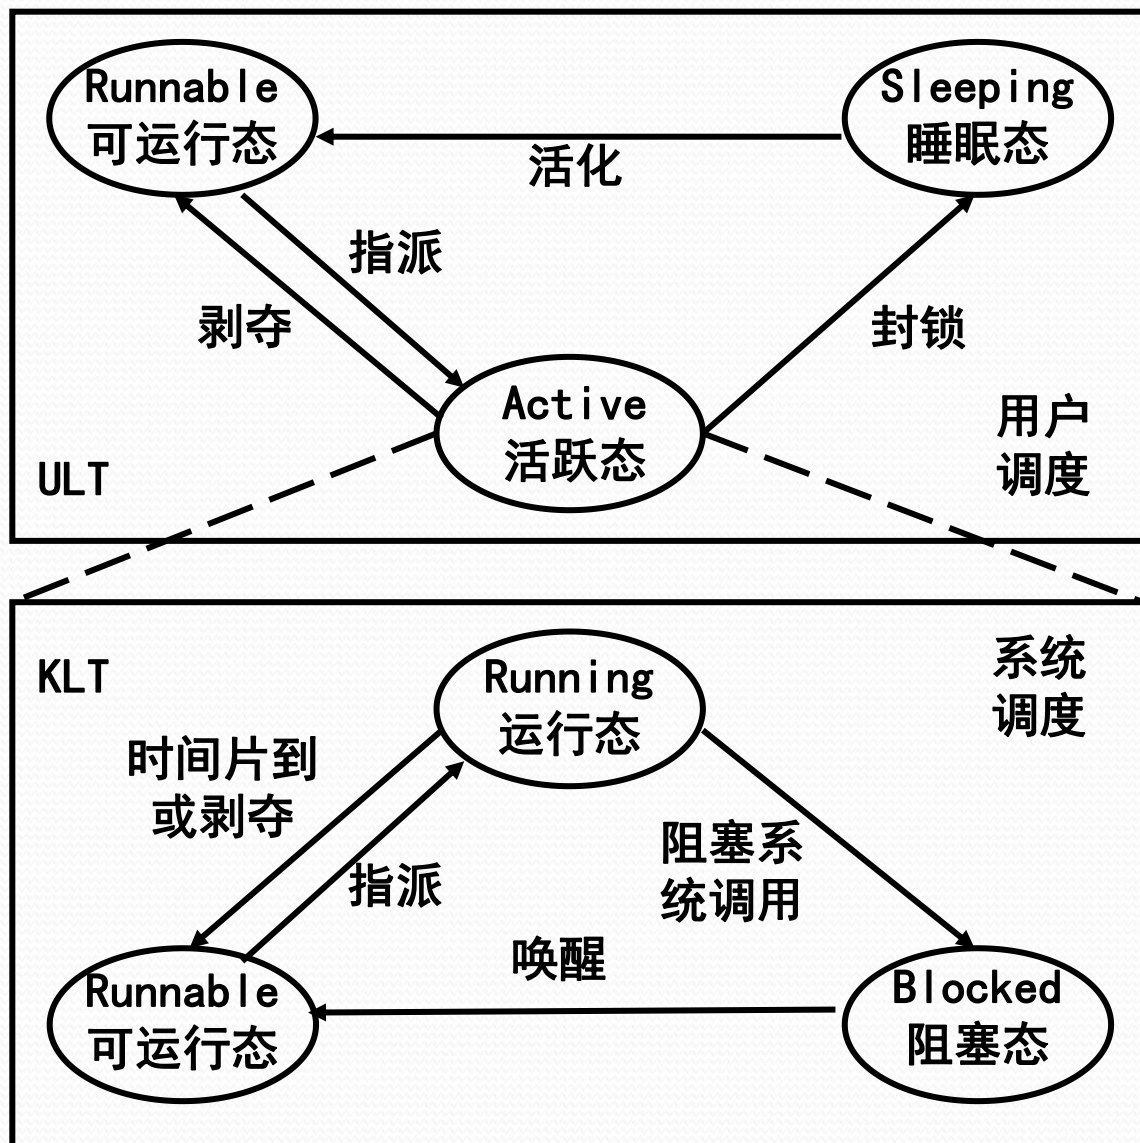 Runnable
可运行态
Sleeping
睡眠态
活化
指派
剥夺
封锁
Active
活跃态
用户
调度
ULT
KLT
Running
运行态
系统
调度
时间片到
或剥夺
阻塞系
统调用
指派
唤醒
Runnable
可运行态
Blocked
阻塞态